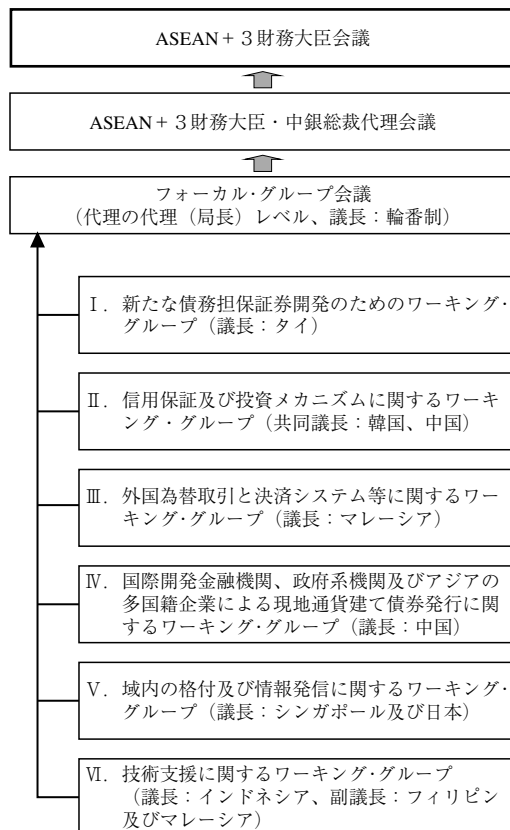 ASEAN+3財務大臣会議
ASEAN+3財務大臣・中銀総裁代理会議
フォーカル・グループ会議
（代理の代理（局長）レベル、議長：輪番制）
Ⅰ．新たな債務担保証券開発のためのワーキング・
グループ（議長：タイ）
Ⅱ．信用保証及び投資メカニズムに関するワーキ
ング・グループ（共同議長：韓国、中国）
Ⅲ．外国為替取引と決済システム等に関するワー
キング・グループ（議長：マレーシア）
Ⅳ．国際開発金融機関、政府系機関及びアジアの
多国籍企業による現地通貨建て債券発行に関
するワーキング・グループ（議長：中国）
Ⅴ．域内の格付及び情報発信に関するワーキング・
グループ（議長：シンガポール及び日本）
Ⅵ．技術支援に関するワーキング・グループ
（議長：インドネシア、副議長：フィリピン
及びマレーシア）